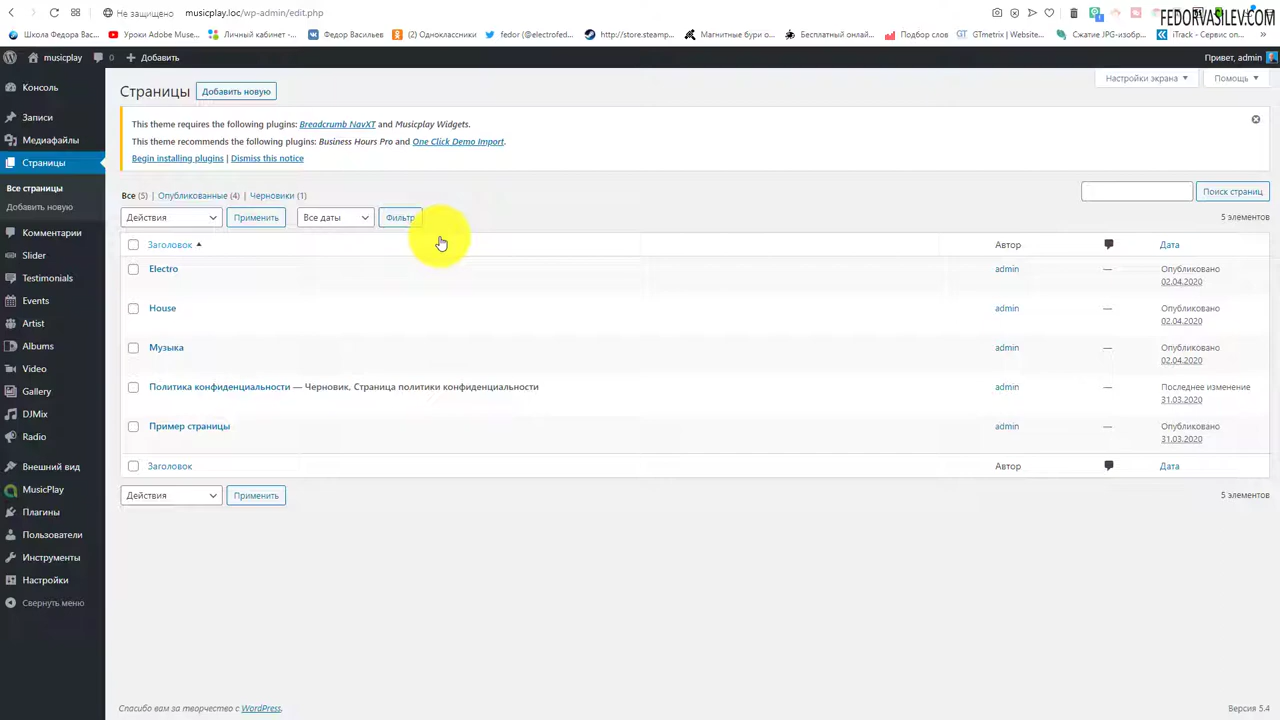 Не защищено musicplay.loc/wp-admin/edit.php
FEDORVASILEV.COM
Школа Федора Вас... Уроки Adobe Muse... Личный кабинет -... Федор Васильев (2) Одноклассники fedor (@electrofed... http://store.steamp... Магнитные бури о... Бесплатный онлай... Подбор слов GTmetrix | Website... Сжатие JPG-изобр... iTrack - Сервис оп... »
musicplay 0 Добавить Привет, admin
Настройки экрана Помощь
Консоль
Записи
Медиафайлы
Страницы
Все страницы
Добавить новую
Комментарии
Slider
Testimonials
Events
Artist
Albums
Video
Gallery
DJMix
Radio
Внешний вид
MusicPlay
Плагины
Пользователи
Инструменты
Настройки
Свернуть меню
Страницы Добавить новую
This theme requires the following plugins: Breadcrumb NavXT and Musicplay Widgets.
This theme recommends the following plugins: Business Hours Pro and One Click Demo Import.
Begin installing plugins | Dismiss this notice
Все (5) | Опубликованные (4) | Черновики (1)
Поиск страниц
Действия Применить Все даты Фильтр 5 элементов
Заголовок Автор Дата
Electro admin — Опубликовано
02.04.2020
House admin — Опубликовано
02.04.2020
Музыка admin — Опубликовано
02.04.2020
Политика конфиденциальности — Черновик, Страница политики конфиденциальности admin — Последнее изменение
31.03.2020
Пример страницы admin — Опубликовано
31.03.2020
Заголовок Автор Дата
Действия Применить 5 элементов
Спасибо вам за творчество с WordPress. Версия 5.4